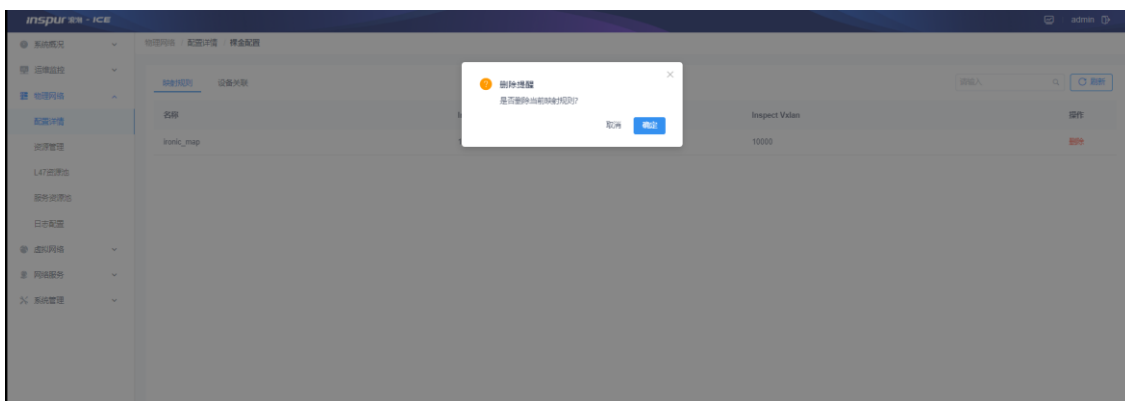 inspur 浪潮 - ICE
admin
系统概况
运维监控
物理网络
配置详情
资源管理
L47资源池
服务资源池
日志配置
虚拟网络
网络服务
系统管理
物理网络 / 配置详情 / 裸金配置
映射规则 设备关联
请输入
刷新
名称 Inspect Vxlan 操作
ironic_map 10000 删除
删除提醒
是否删除当前映射规则?
取消 确定